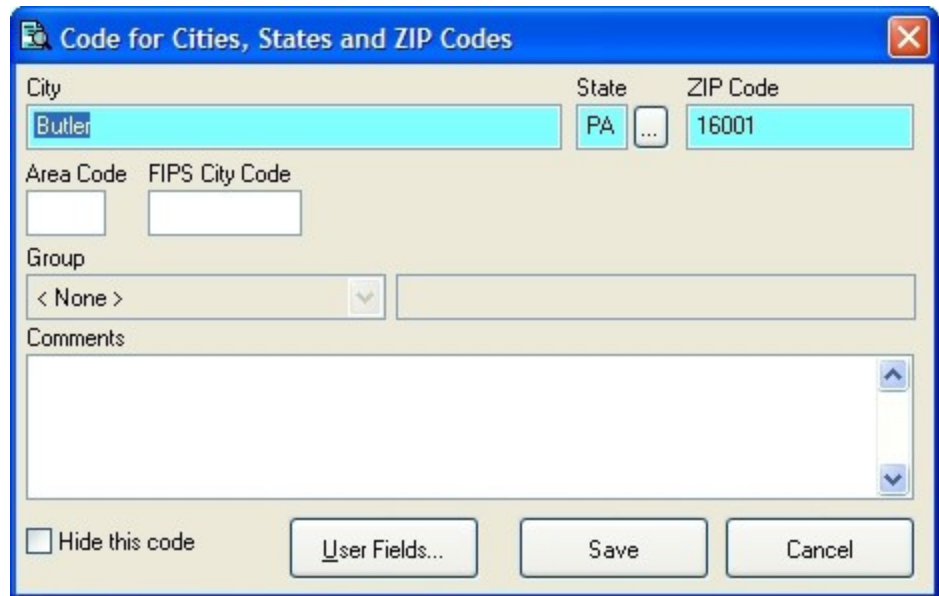 Code for Cities, States and ZIP Codes
City State ZIP Code
Butler PA ... 16001
Area Code FIPS City Code
Group
< None >
Comments
Hide this code User Fields... Save Cancel